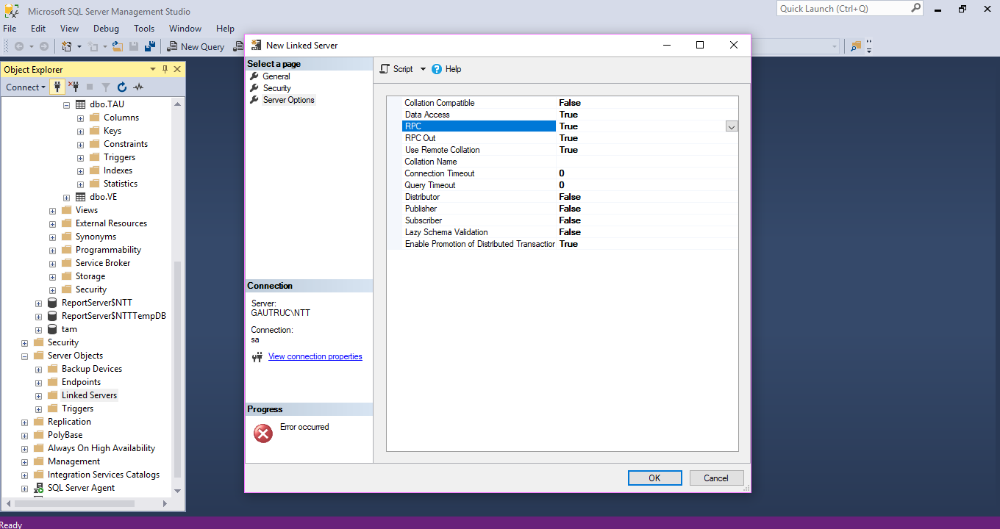 Microsoft SQL Server Management Studio
Quick Launch (Ctrl+Q)
File Edit View Debug Tools Window Help
New Query
Object Explorer
Connect
dbo.TAU
Columns
Keys
Constraints
Triggers
Indexes
Statistics
dbo.VE
Views
External Resources
Synonyms
Programmability
Service Broker
Storage
Security
ReportServer$NTT
ReportServer$NTTTempDB
tam
Security
Server Objects
Backup Devices
Endpoints
Linked Servers
Triggers
Replication
PolyBase
Always On High Availability
Management
Integration Services Catalogs
SQL Server Agent
Ready
New Linked Server
Select a page
General
Security
Server Options
Connection
Server:
GAUTRUC\NTT
Connection:
sa
View connection properties
Progress
Error occurred
Script Help
Collation Compatible False
Data Access True
RPC True
RPC Out True
Use Remote Collation True
Collation Name
Connection Timeout 0
Query Timeout 0
Distributor False
Publisher False
Subscriber False
Lazy Schema Validation False
Enable Promotion of Distributed Transaction True
OK Cancel